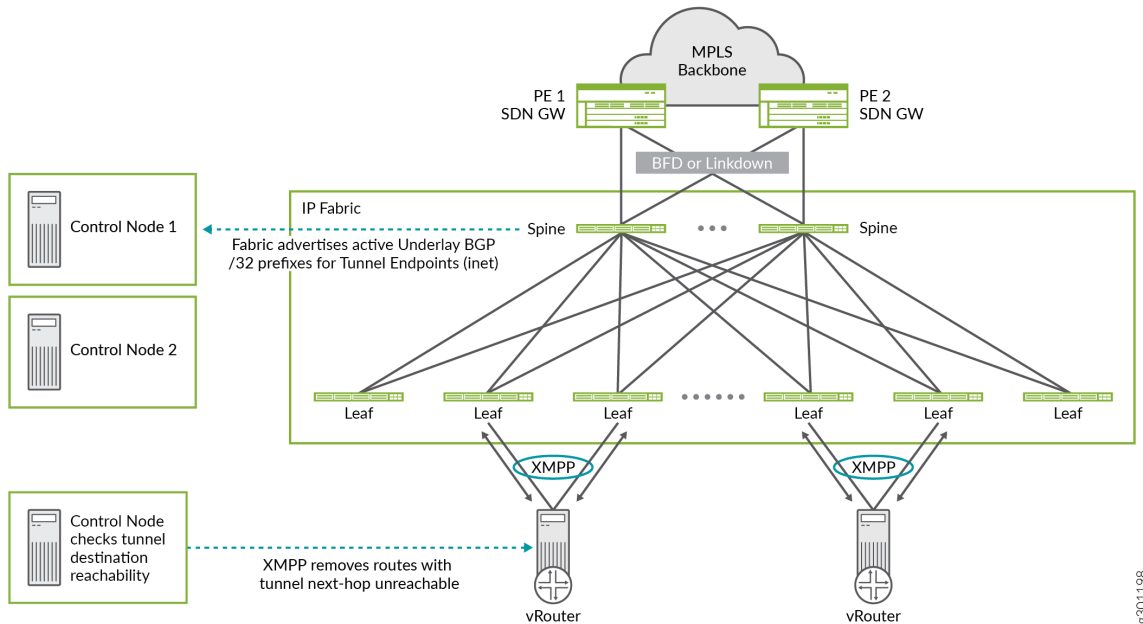 MPLS
Backbone
PE 1
SDN GW
PE 2
SDN GW
BFD or Linkdown
Control Node 1
IP Fabric
Spine
Spine
Fabric advertises active Underlay BGP
/32 prefixes for Tunnel Endpoints (inet)
Control Node 2
Leaf
Leaf
Leaf
Leaf
Leaf
Leaf
XMPP
XMPP
Control Node
checks tunnel
destination
reachability
XMPP removes routes with
tunnel next-hop unreachable
vRouter
vRouter
g301198